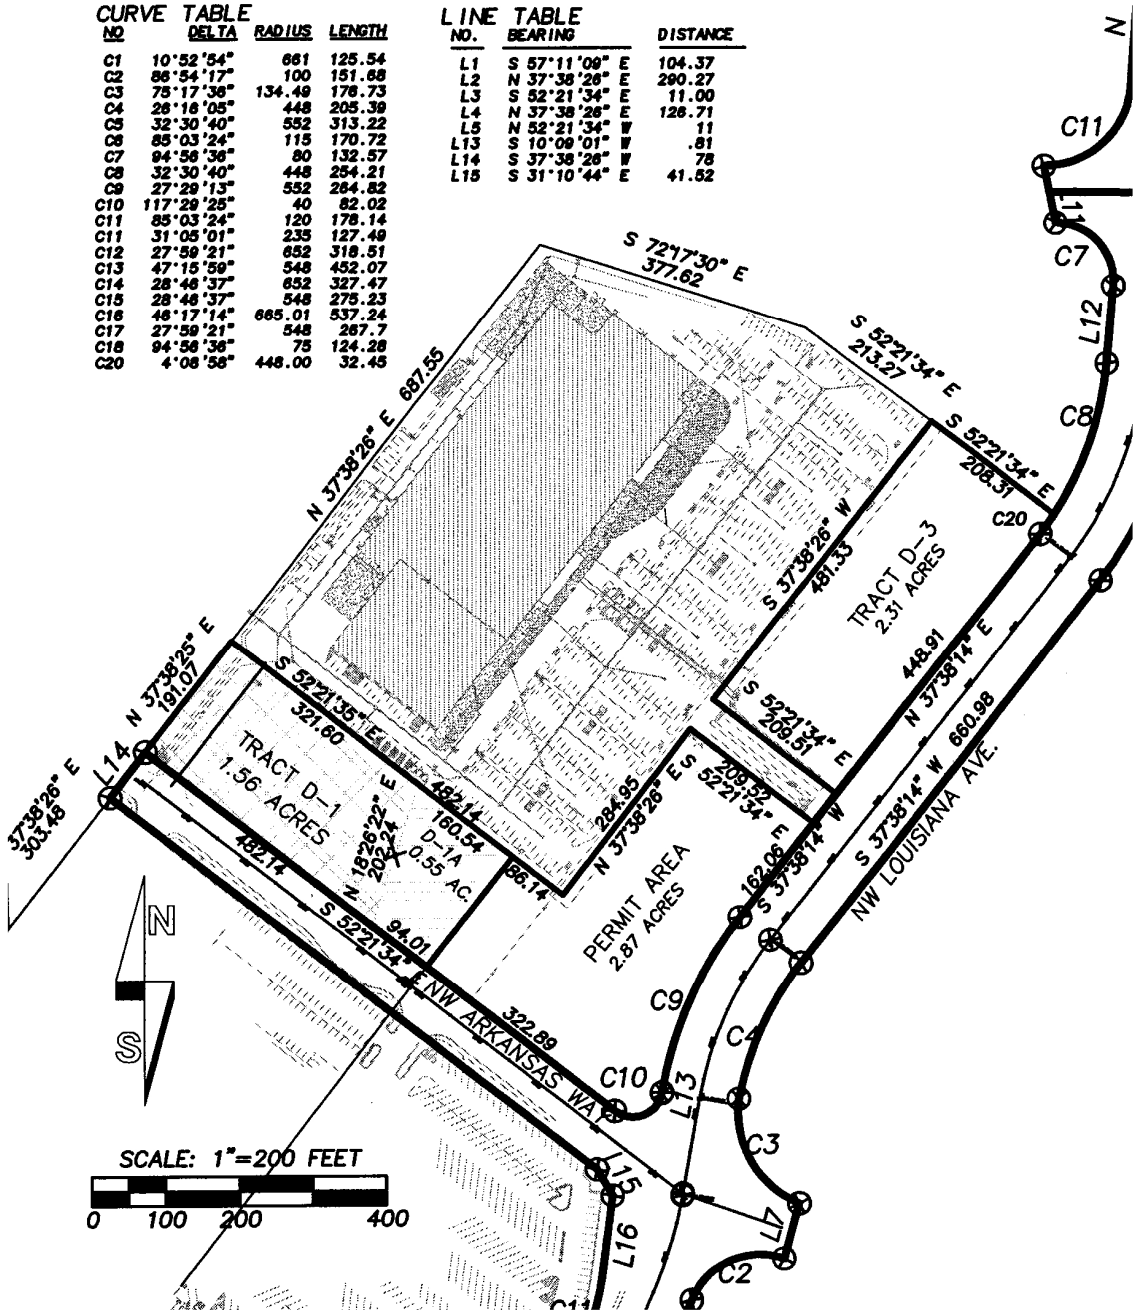 CURVE TABLE
NO DELTA RADIUS LENGTH
C1 10°52'54" 661 125.54
C2 86°54'17" 100 151.68
C3 75°17'36" 134.49 176.73
C4 26°16'05" 448 205.39
C5 32°30'40" 552 313.22
C6 85°03'24" 115 170.72
C7 94°56'36" 80 132.57
C8 32°30'40" 448 254.21
C9 27°29'13" 552 264.82
C10 117°29'25" 40 82.02
C11 85°03'24" 120 178.14
C11 31°05'01" 235 127.49
C12 27°59'21" 652 318.51
C13 47°15'59" 548 452.07
C14 28°46'37" 652 327.47
C15 28°46'37" 548 275.23
C16 46°17'14" 665.01 537.24
C17 27°59'21" 548 267.7
C18 94°56'36" 75 124.28
C20 4°08'58" 448.00 32.45
LINE TABLE
NO. BEARING DISTANCE
L1 S 57°11'09" E 104.37
L2 N 37°38'26" E 290.27
L3 S 52°21'34" E 11.00
L4 N 37°38'26" E 126.71
L5 N 52°21'34" W 11
L13 S 10°09'01" W .81
L14 S 37°38'26" W 78
L15 S 31°10'44" E 41.52
N
C11
L11
C7
L12
C8
S 72°17'30" E
377.62
S 52°21'34" E
213.27
S 52°21'34" E
208.31
C20
N 37°38'26" E 687.55
S 37°38'26" W
481.33
TRACT D-3
2.31 ACRES
448.91
N 37°38'14" E
S 37°38'14" W 660.98
NW LOUISIANA AVE.
N 37°38'25" E
191.07
S 52°21'35" E
321.60
S 52°21'34" E
209.51
209.52
S 52°21'34" E
L14
37°38'26" E
303.48
TRACT D-1
1.56 ACRES
482.14
160.54
N 18°26'22" E
202.24
D-1A
0.55 AC.
86.14
284.95
N 37°38'26" E
162.06
S 37°38'14" W
PERMIT AREA
2.87 ACRES
482.14
S 52°21'34" E
94.01
NW ARKANSAS WAY
322.89
N
S
C9
C4
C10
L13
C3
L15
L16
L17
C2
C11
SCALE: 1"=200 FEET
0 100 200 400